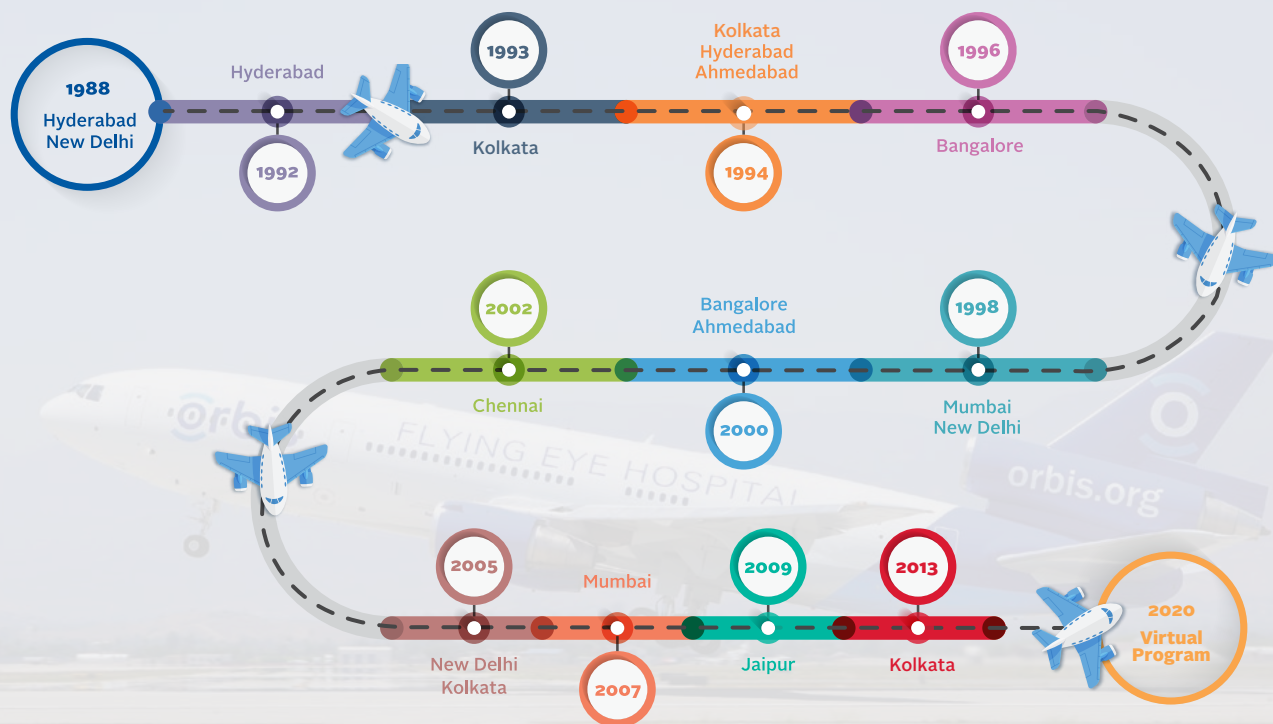 1988
Hyderabad
New Delhi
Hyderabad
1992
1993
Kolkata
Kolkata
Hyderabad
Ahmedabad
1994
1996
Bangalore
1998
Mumbai
New Delhi
Bangalore
Ahmedabad
2000
2002
Chennai
orbis
FLYING EYE HOSPITAL
orbis.org
2005
New Delhi
Kolkata
Mumbai
2007
2009
Jaipur
2013
Kolkata
2020
Virtual
Program